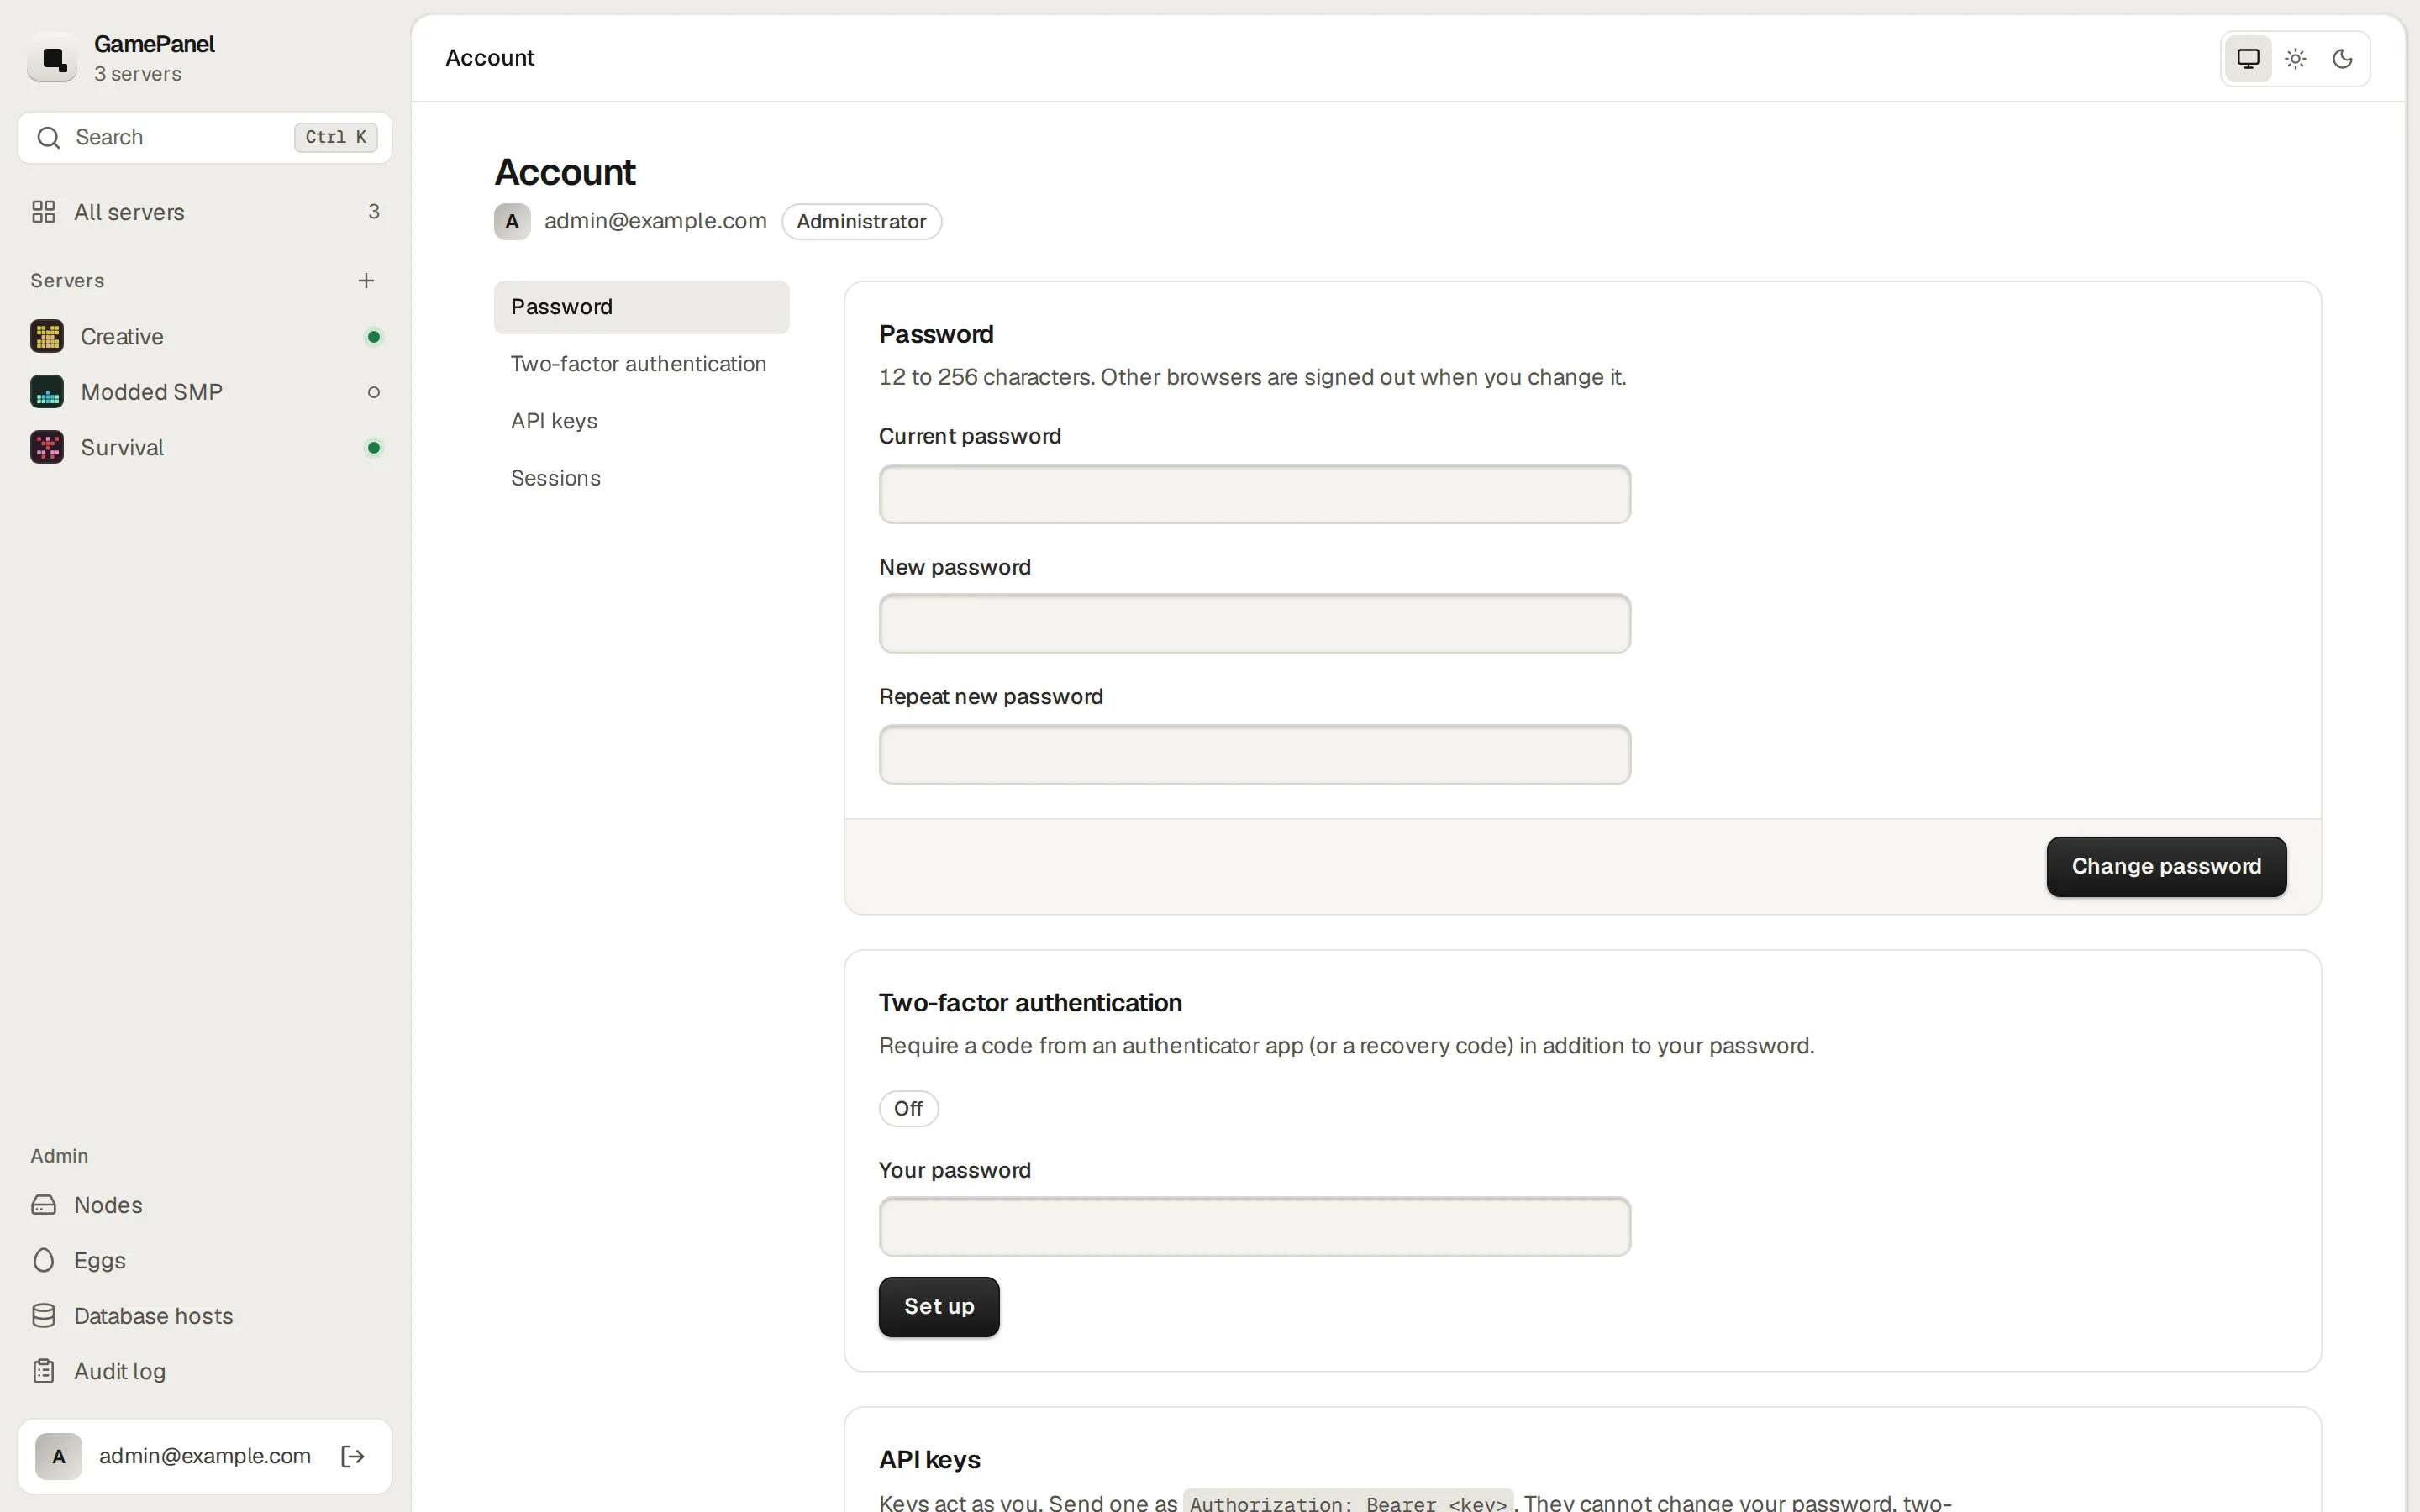 GamePanel
3 servers
Search
Ctrl K
All servers
3
Servers
Creative
Modded SMP
Survival
Admin
Nodes
Eggs
Database hosts
Audit log
A
admin@example.com
Account
Account
A
admin@example.com
Administrator
Password
Two-factor authentication
API keys
Sessions
Password
12 to 256 characters. Other browsers are signed out when you change it.
Current password
New password
Repeat new password
Change password
Two-factor authentication
Require a code from an authenticator app (or a recovery code) in addition to your password.
Off
Your password
Set up
API keys
Keys act as you. Send one as Authorization: Bearer <key>. They cannot change your password, two-